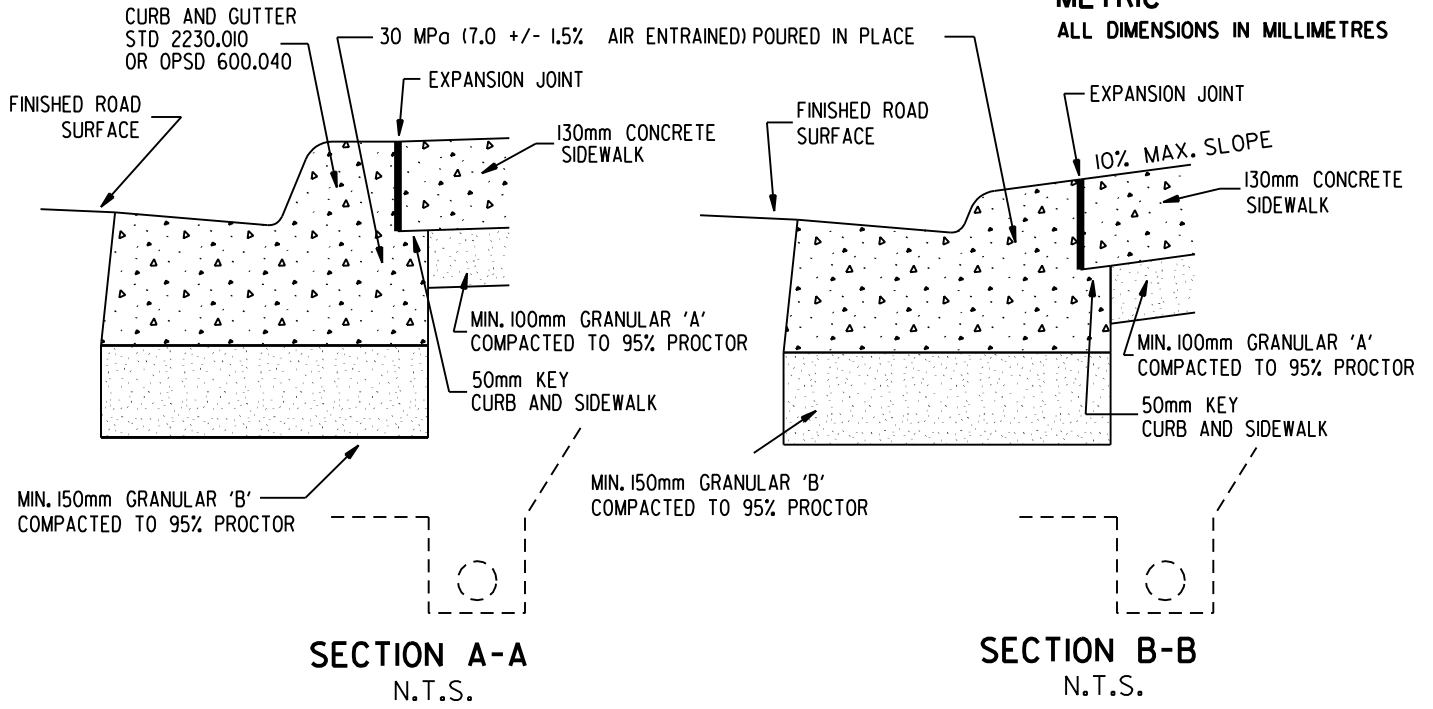 METRIC
ALL DIMENSIONS IN MILLIMETRES
CURB AND GUTTER
STD 2230.010
OR OPSD 600.040
30 MPa (7.0 +/- 1.5% AIR ENTRAINED) POURED IN PLACE
EXPANSION JOINT
FINISHED ROAD
SURFACE
130mm CONCRETE
SIDEWALK
MIN. 100mm GRANULAR 'A'
COMPACTED TO 95% PROCTOR
50mm KEY
CURB AND SIDEWALK
MIN. 150mm GRANULAR 'B'
COMPACTED TO 95% PROCTOR
SECTION A-A
N.T.S.
FINISHED ROAD
SURFACE
EXPANSION JOINT
10% MAX. SLOPE
130mm CONCRETE
SIDEWALK
MIN. 100mm GRANULAR 'A'
COMPACTED TO 95% PROCTOR
50mm KEY
CURB AND SIDEWALK
MIN. 150mm GRANULAR 'B'
COMPACTED TO 95% PROCTOR
SECTION B-B
N.T.S.